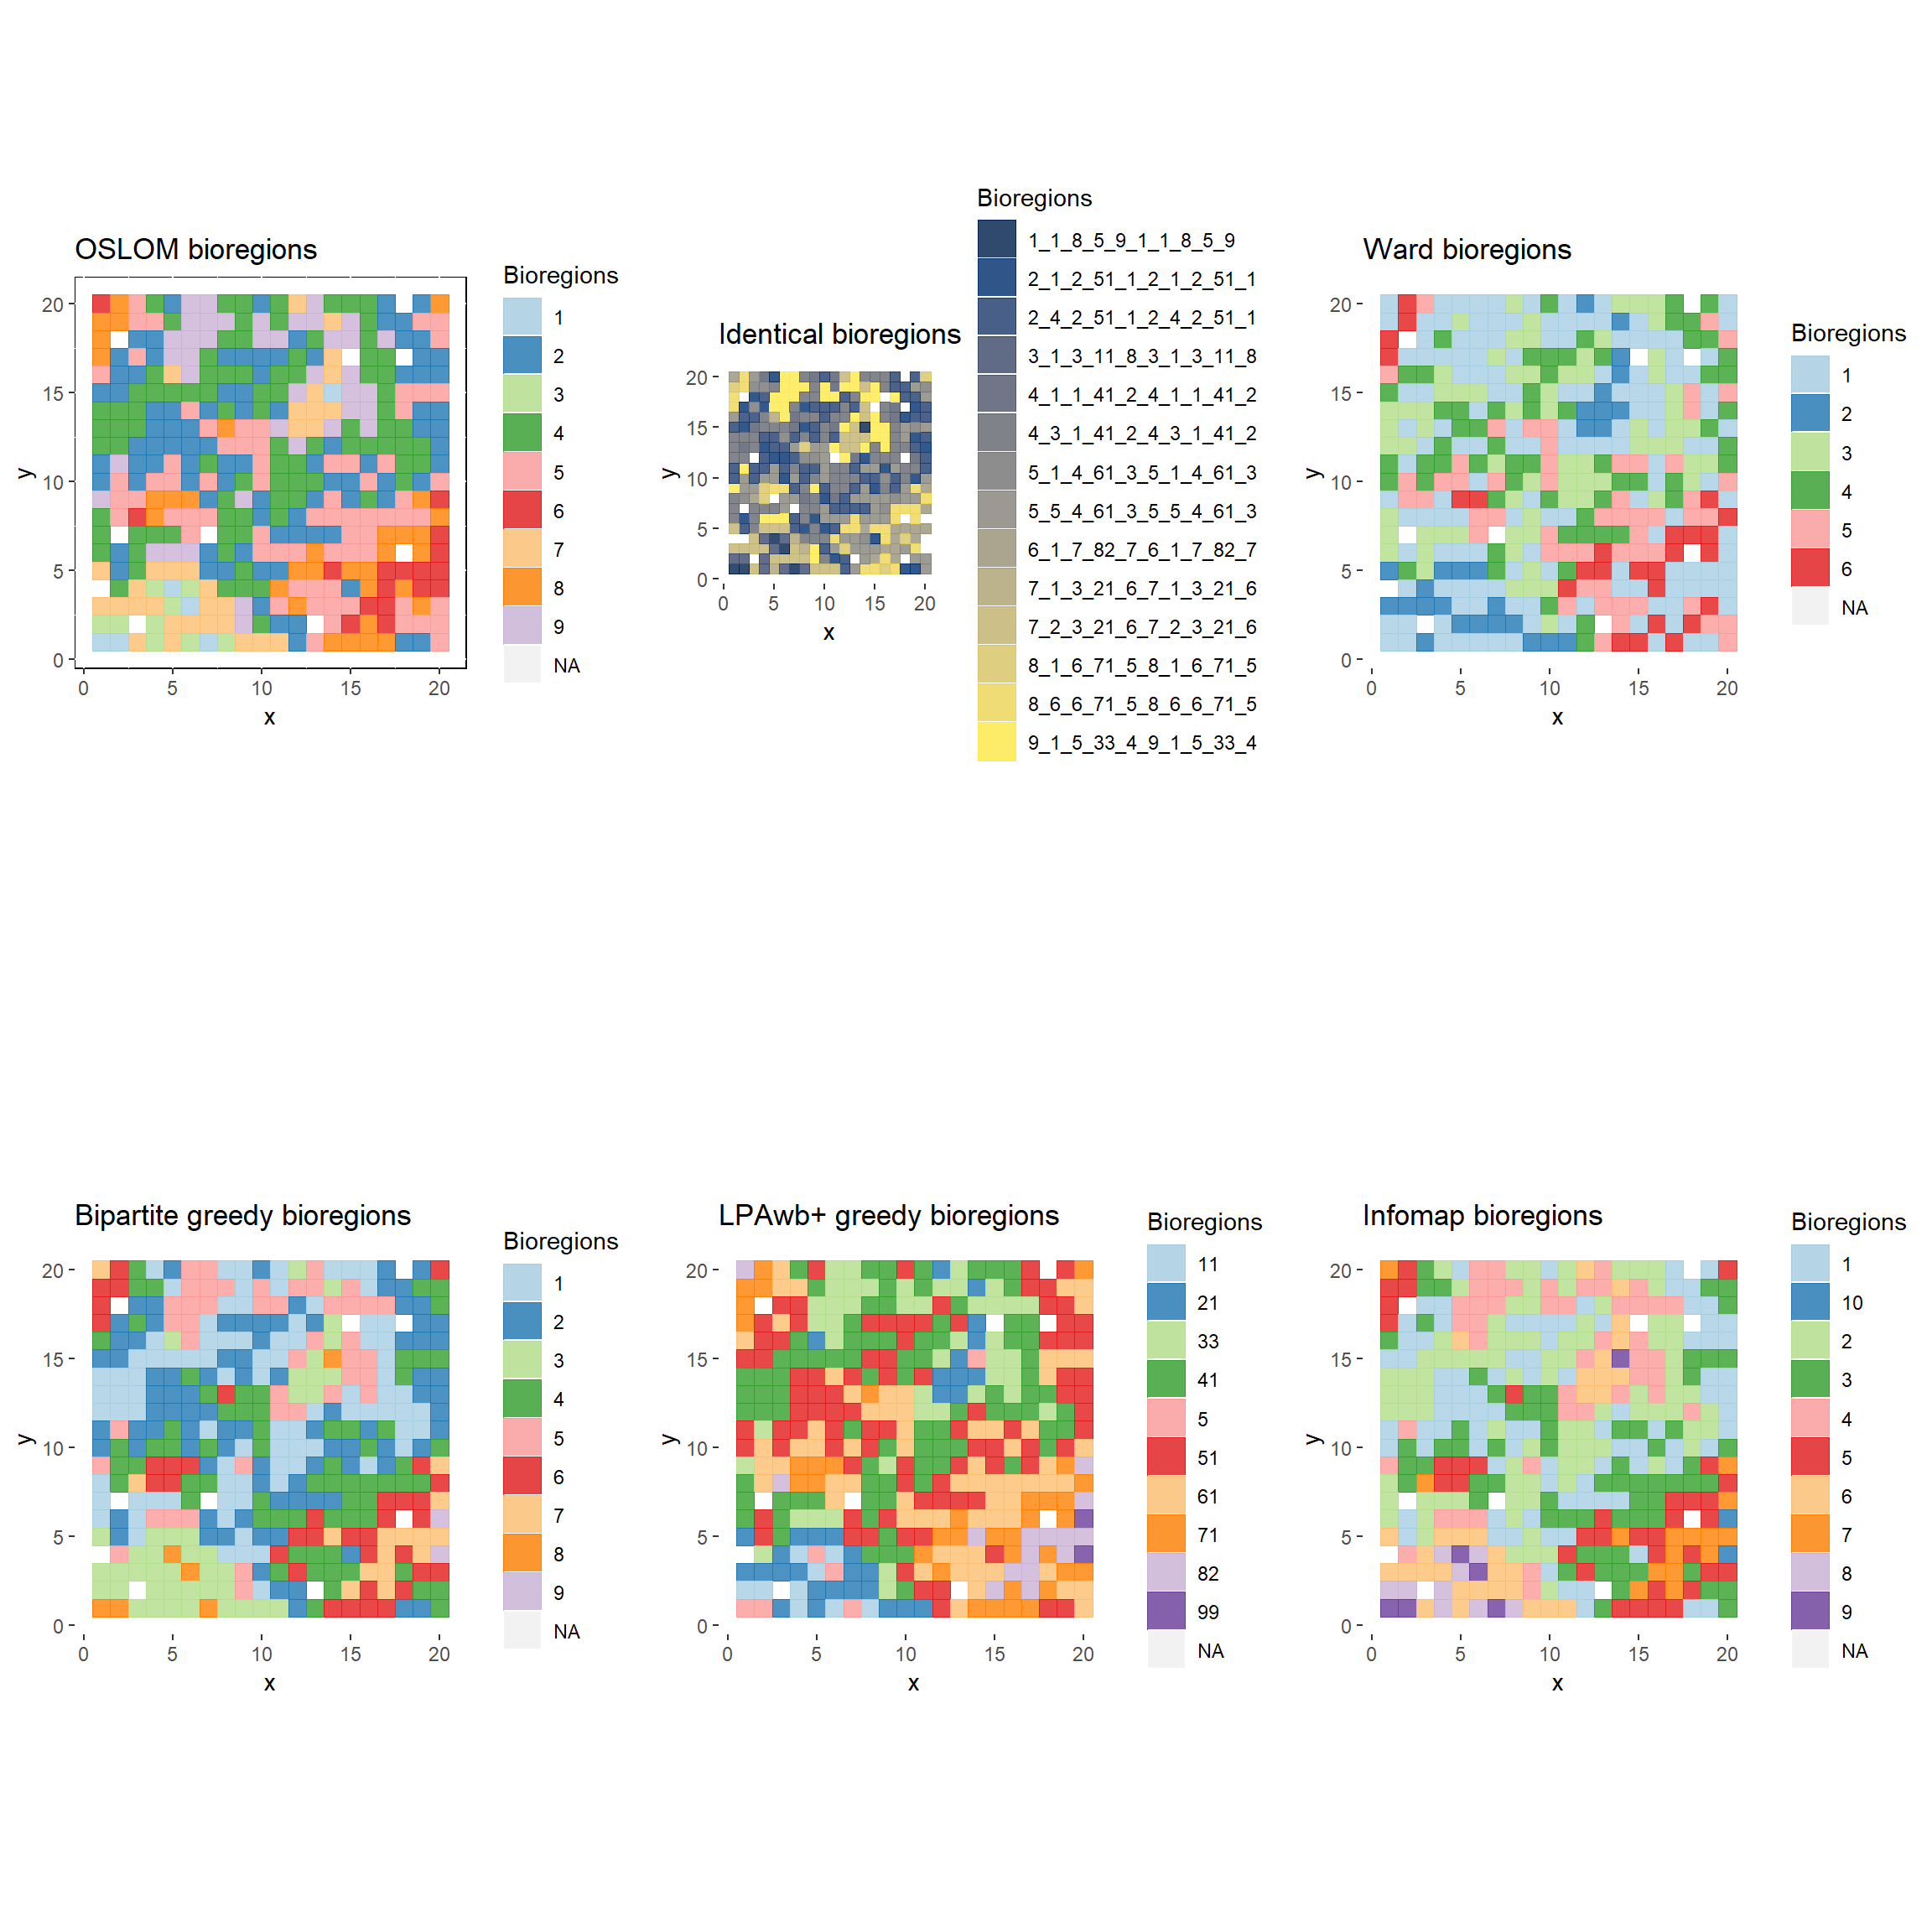 OSLOM bioregions
Bioregions
1
2
3
4
5
6
7
8
9
NA
y
20
15
10
5
0
0 5 10 15 20
x
Identical bioregions
Bioregions
1_1_8_5_9_1_1_8_5_9
2_1_2_51_1_2_1_2_51_1
2_4_2_51_1_2_4_2_51_1
3_1_3_11_8_3_1_3_11_8
4_1_1_41_2_4_1_1_41_2
4_3_1_41_2_4_3_1_41_2
5_1_4_61_3_5_1_4_61_3
5_5_4_61_3_5_5_4_61_3
6_1_7_82_7_6_1_7_82_7
7_1_3_21_6_7_1_3_21_6
7_2_3_21_6_7_2_3_21_6
8_1_6_71_5_8_1_6_71_5
8_6_6_71_5_8_6_6_71_5
9_1_5_33_4_9_1_5_33_4
y
20
15
10
5
0
0 5 10 15 20
x
Ward bioregions
Bioregions
1
2
3
4
5
6
NA
y
20
15
10
5
0
0 5 10 15 20
x
Bipartite greedy bioregions
Bioregions
1
2
3
4
5
6
7
8
9
NA
y
20
15
10
5
0
0 5 10 15 20
x
LPAwb+ greedy bioregions
Bioregions
11
21
33
41
5
51
61
71
82
99
NA
y
20
15
10
5
0
0 5 10 15 20
x
Infomap bioregions
Bioregions
1
10
2
3
4
5
6
7
8
9
NA
y
20
15
10
5
0
0 5 10 15 20
x